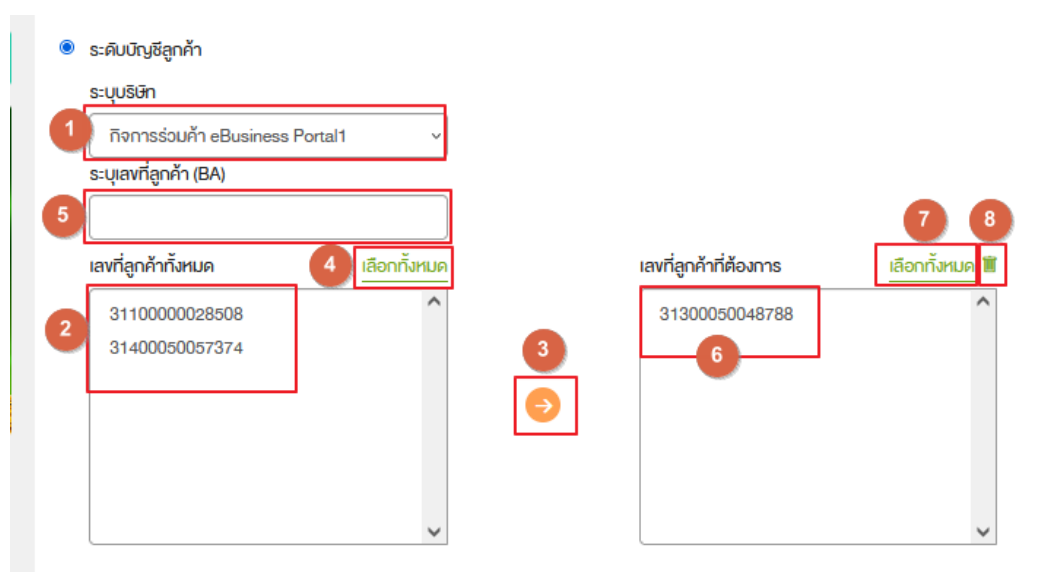 ระดับบัญชีลูกค้า
ระบุบริษัท
1
กิจการร่วมค้า eBusiness Portal1
ระบุเลขที่ลูกค้า (BA)
5
7
8
เลขที่ลูกค้าทั้งหมด
4
เลือกทั้งหมด
เลขที่ลูกค้าที่ต้องการ
เลือกทั้งหมด
2
31100000028508
31400050057374
3
31300050048788
6